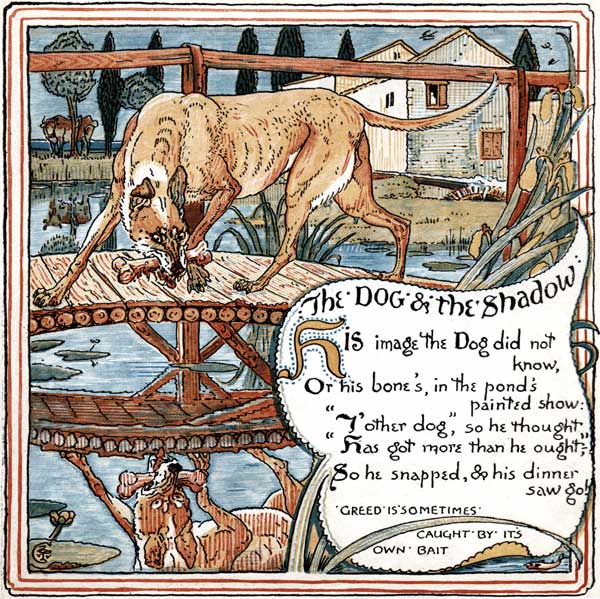 The DOG & the Shadow:
HIS image the Dog did not
know,
Or his bone's, in the pond's
painted show:
"T'other dog", so he thought
"Has got more than he ought";
So he snapped, & his dinner
saw go!
'GREED IS SOMETIMES
CAUGHT BY IT'S
OWN BAIT